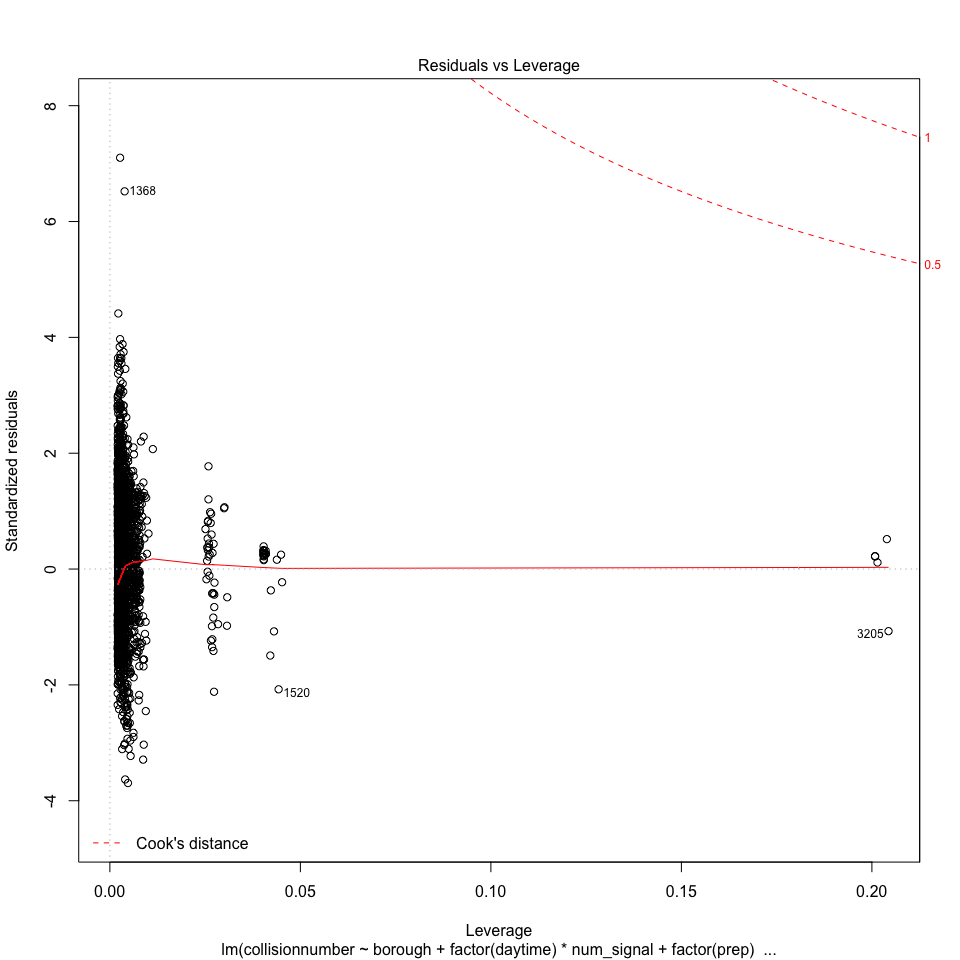 Residuals vs Leverage
8
6
4
2
0
-2
-4
Standardized residuals
1368
1520
3205
1
0.5
Cook's distance
0.00 0.05 0.10 0.15 0.20
Leverage
lm(collisionnumber ~ borough + factor(daytime) * num_signal + factor(prep) ...